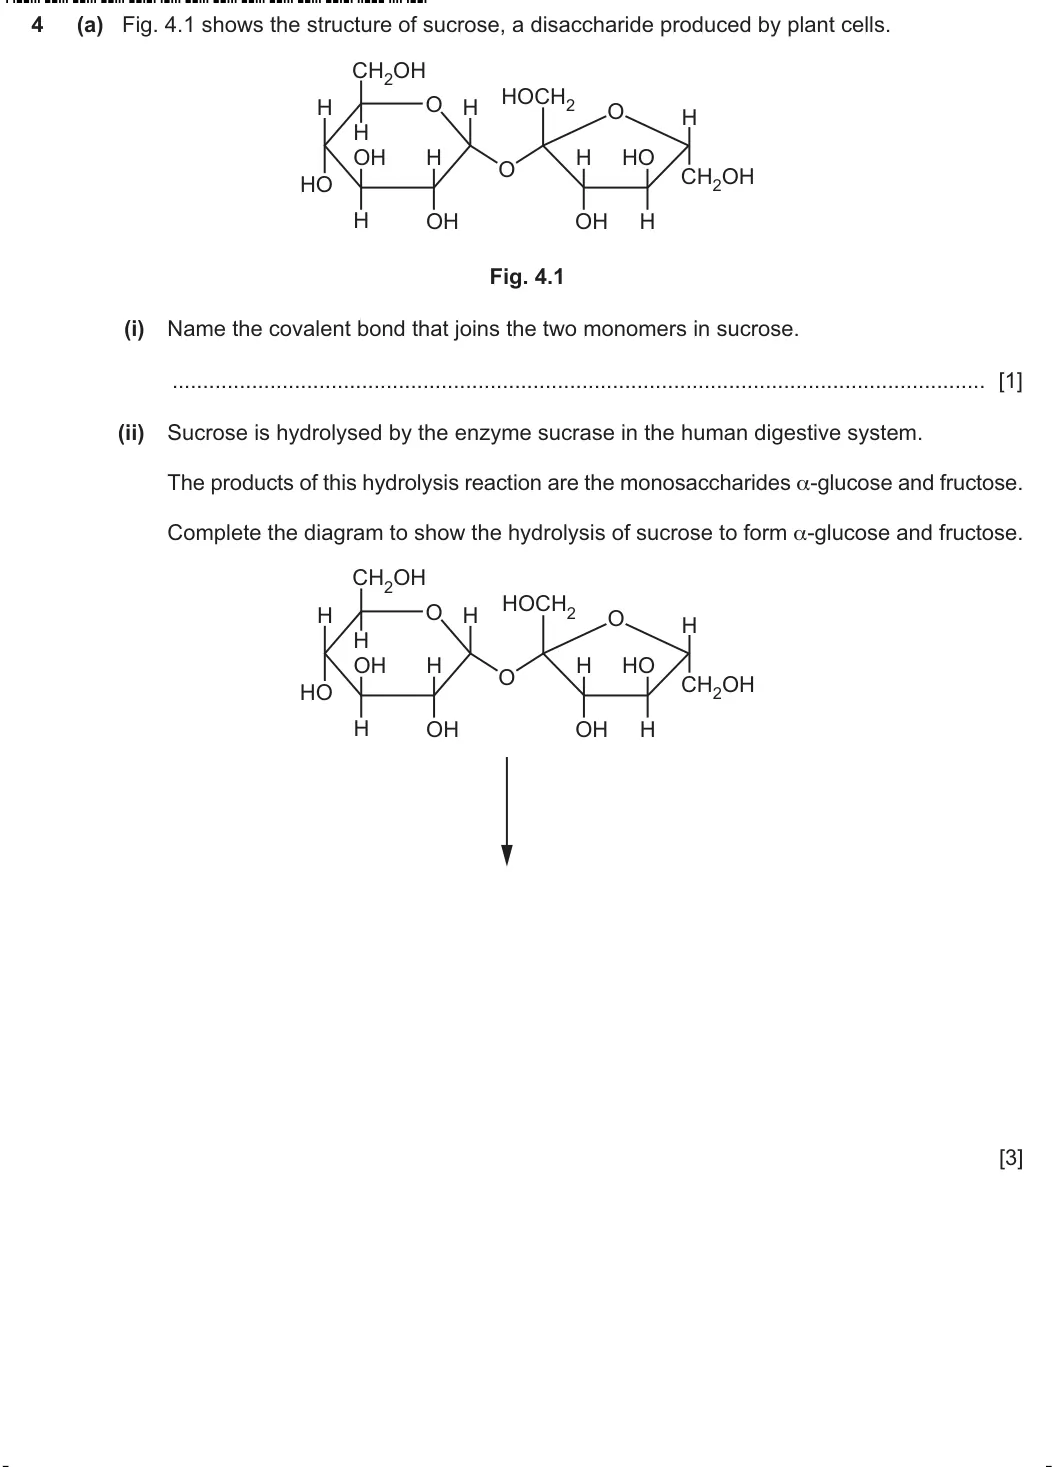 4 (a) Fig. 4.1 shows the structure of sucrose, a disaccharide produced by plant cells.
CH2OH
H O H HOCH2 O H
H
OH H O H HO
HO CH2OH
H OH OH H
Fig. 4.1
(i) Name the covalent bond that joins the two monomers in sucrose.
.......................................................................................................................................... [1]
(ii) Sucrose is hydrolysed by the enzyme sucrase in the human digestive system.
The products of this hydrolysis reaction are the monosaccharides α-glucose and fructose.
Complete the diagram to show the hydrolysis of sucrose to form α-glucose and fructose.
CH2OH
H O H HOCH2 O H
H
OH H O H HO
HO CH2OH
H OH OH H
[3]